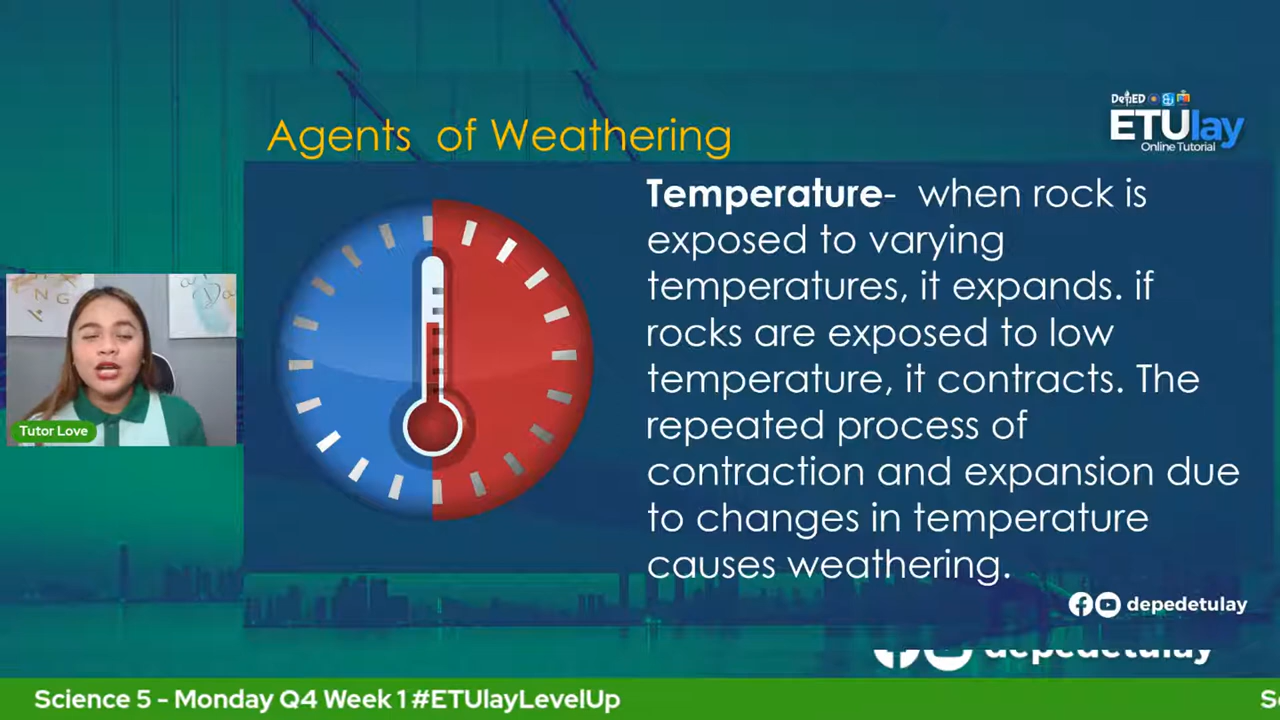 DepED
ETUlay
Online Tutorial
Agents of Weathering
Temperature- when rock is
exposed to varying
temperatures, it expands. if
rocks are exposed to low
temperature, it contracts. The
repeated process of
contraction and expansion due
to changes in temperature
causes weathering.
N G
Tutor Love
depedetulay
depedetulay
Science 5 - Monday Q4 Week 1 #ETUlayLevelUp